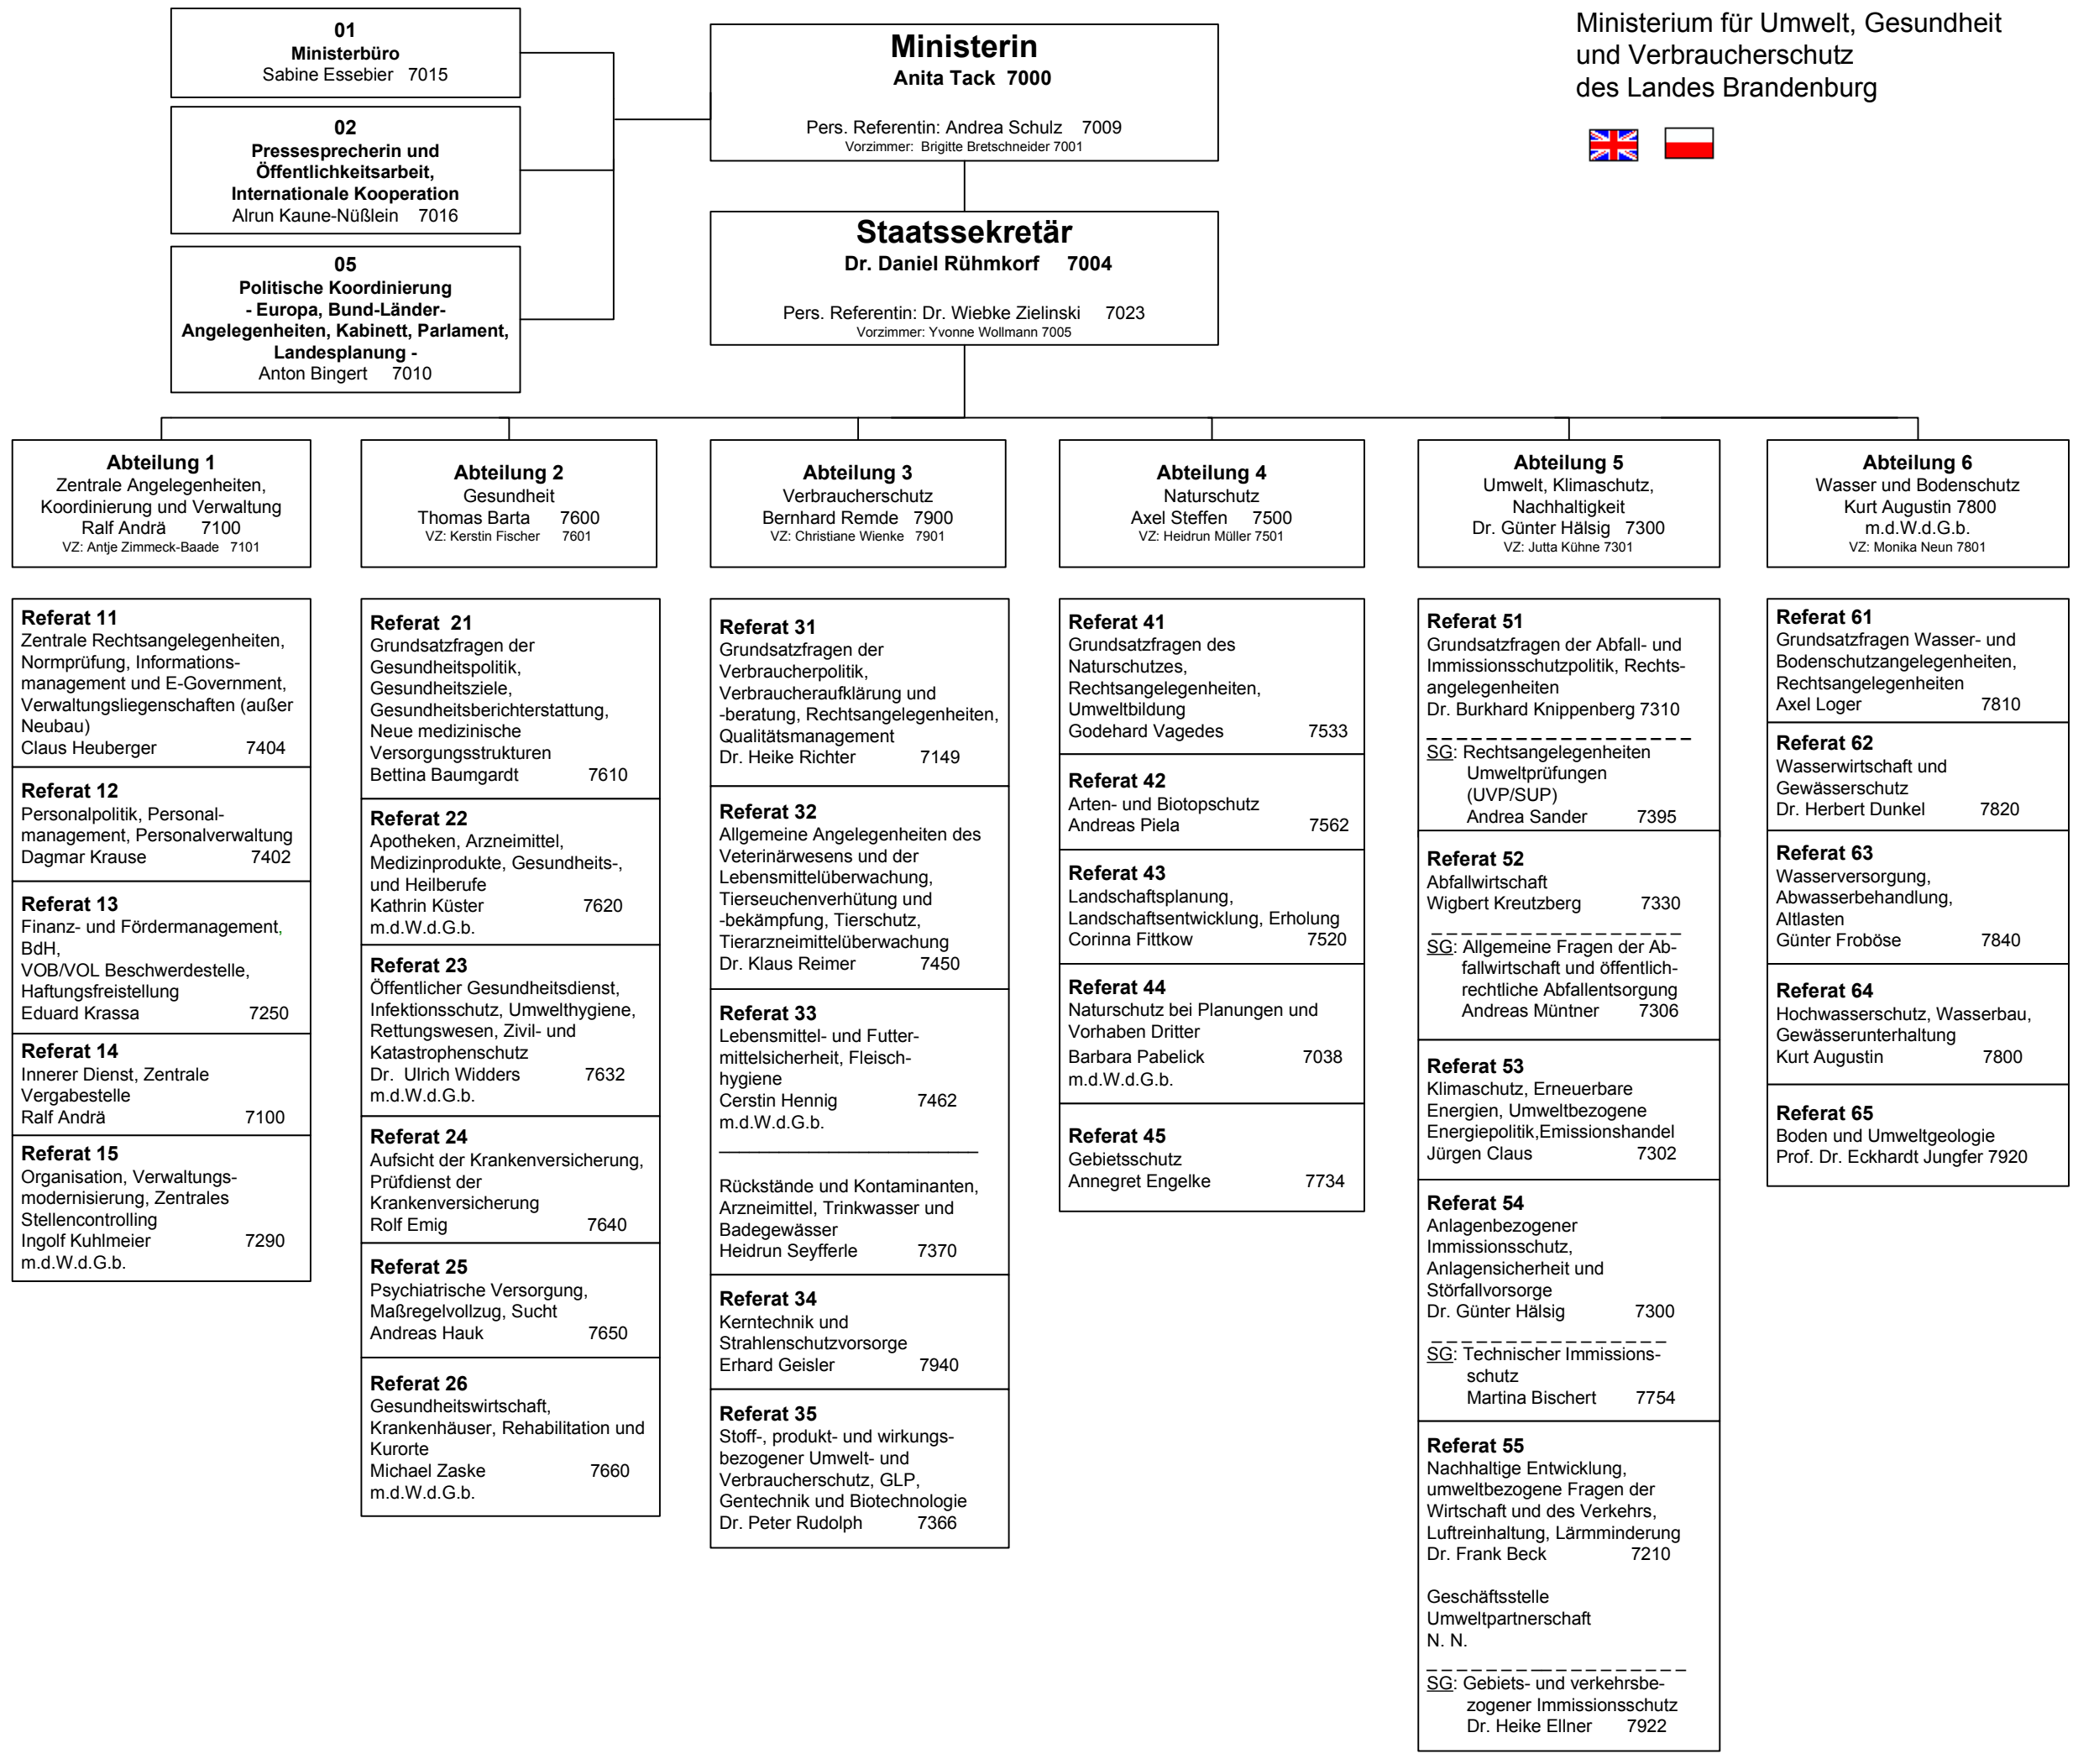 Ministerium für Umwelt, Gesundheit
und Verbraucherschutz
des Landes Brandenburg
01
Ministerbüro
Sabine Essebier 7015
02
Pressesprecherin und
Öffentlichkeitsarbeit,
Internationale Kooperation
Alrun Kaune-Nüßlein 7016
05
Politische Koordinierung
- Europa, Bund-Länder-
Angelegenheiten, Kabinett, Parlament,
Landesplanung -
Anton Bingert 7010
Ministerin
Anita Tack 7000
Pers. Referentin: Andrea Schulz 7009
Vorzimmer: Brigitte Bretschneider 7001
Staatssekretär
Dr. Daniel Rühmkorf 7004
Pers. Referentin: Dr. Wiebke Zielinski 7023
Vorzimmer: Yvonne Wollmann 7005
Abteilung 1
Zentrale Angelegenheiten,
Koordinierung und Verwaltung
Ralf Andrä 7100
VZ: Antje Zimmeck-Baade 7101
Referat 11
Zentrale Rechtsangelegenheiten,
Normprüfung, Informations-
management und E-Government,
Verwaltungsliegenschaften (außer
Neubau)
Claus Heuberger 7404
Referat 12
Personalpolitik, Personal-
management, Personalverwaltung
Dagmar Krause 7402
Referat 13
Finanz- und Fördermanagement,
BdH,
VOB/VOL Beschwerdestelle,
Haftungsfreistellung
Eduard Krassa 7250
Referat 14
Innerer Dienst, Zentrale
Vergabestelle
Ralf Andrä 7100
Referat 15
Organisation, Verwaltungs-
modernisierung, Zentrales
Stellencontrolling
Ingolf Kuhlmeier 7290
m.d.W.d.G.b.
Abteilung 2
Gesundheit
Thomas Barta 7600
VZ: Kerstin Fischer 7601
Referat 21
Grundsatzfragen der
Gesundheitspolitik,
Gesundheitsziele,
Gesundheitsberichterstattung,
Neue medizinische
Versorgungsstrukturen
Bettina Baumgardt 7610
Referat 22
Apotheken, Arzneimittel,
Medizinprodukte, Gesundheits-,
und Heilberufe
Kathrin Küster 7620
m.d.W.d.G.b.
Referat 23
Öffentlicher Gesundheitsdienst,
Infektionsschutz, Umwelthygiene,
Rettungswesen, Zivil- und
Katastrophenschutz
Dr. Ulrich Widders 7632
m.d.W.d.G.b.
Referat 24
Aufsicht der Krankenversicherung,
Prüfdienst der
Krankenversicherung
Rolf Emig 7640
Referat 25
Psychiatrische Versorgung,
Maßregelvollzug, Sucht
Andreas Hauk 7650
Referat 26
Gesundheitswirtschaft,
Krankenhäuser, Rehabilitation und
Kurorte
Michael Zaske 7660
m.d.W.d.G.b.
Abteilung 3
Verbraucherschutz
Bernhard Remde 7900
VZ: Christiane Wienke 7901
Referat 31
Grundsatzfragen der
Verbraucherpolitik,
Verbraucheraufklärung und
-beratung, Rechtsangelegenheiten,
Qualitätsmanagement
Dr. Heike Richter 7149
Referat 32
Allgemeine Angelegenheiten des
Veterinärwesens und der
Lebensmittelüberwachung,
Tierseuchenverhütung und
-bekämpfung, Tierschutz,
Tierarzneimittelüberwachung
Dr. Klaus Reimer 7450
Referat 33
Lebensmittel- und Futter-
mittelsicherheit, Fleisch-
hygiene
Cerstin Hennig 7462
m.d.W.d.G.b.
Rückstände und Kontaminanten,
Arzneimittel, Trinkwasser und
Badegewässer
Heidrun Seyfferle 7370
Referat 34
Kerntechnik und
Strahlenschutzvorsorge
Erhard Geisler 7940
Referat 35
Stoff-, produkt- und wirkungs-
bezogener Umwelt- und
Verbraucherschutz, GLP,
Gentechnik und Biotechnologie
Dr. Peter Rudolph 7366
Abteilung 4
Naturschutz
Axel Steffen 7500
VZ: Heidrun Müller 7501
Referat 41
Grundsatzfragen des
Naturschutzes,
Rechtsangelegenheiten,
Umweltbildung
Godehard Vagedes 7533
Referat 42
Arten- und Biotopschutz
Andreas Piela 7562
Referat 43
Landschaftsplanung,
Landschaftsentwicklung, Erholung
Corinna Fittkow 7520
Referat 44
Naturschutz bei Planungen und
Vorhaben Dritter
Barbara Pabelick 7038
m.d.W.d.G.b.
Referat 45
Gebietsschutz
Annegret Engelke 7734
Abteilung 5
Umwelt, Klimaschutz,
Nachhaltigkeit
Dr. Günter Hälsig 7300
VZ: Jutta Kühne 7301
Referat 51
Grundsatzfragen der Abfall- und
Immissionsschutzpolitik, Rechts-
angelegenheiten
Dr. Burkhard Knippenberg 7310
SG: Rechtsangelegenheiten
Umweltprüfungen
(UVP/SUP)
Andrea Sander 7395
Referat 52
Abfallwirtschaft
Wigbert Kreutzberg 7330
SG: Allgemeine Fragen der Ab-
fallwirtschaft und öffentlich-
rechtliche Abfallentsorgung
Andreas Müntner 7306
Referat 53
Klimaschutz, Erneuerbare
Energien, Umweltbezogene
Energiepolitik,Emissionshandel
Jürgen Claus 7302
Referat 54
Anlagenbezogener
Immissionsschutz,
Anlagensicherheit und
Störfallvorsorge
Dr. Günter Hälsig 7300
SG: Technischer Immissions-
schutz
Martina Bischert 7754
Referat 55
Nachhaltige Entwicklung,
umweltbezogene Fragen der
Wirtschaft und des Verkehrs,
Luftreinhaltung, Lärmminderung
Dr. Frank Beck 7210
Geschäftsstelle
Umweltpartnerschaft
N. N.
SG: Gebiets- und verkehrsbe-
zogener Immissionsschutz
Dr. Heike Ellner 7922
Abteilung 6
Wasser und Bodenschutz
Kurt Augustin 7800
m.d.W.d.G.b.
VZ: Monika Neun 7801
Referat 61
Grundsatzfragen Wasser- und
Bodenschutzangelegenheiten,
Rechtsangelegenheiten
Axel Loger 7810
Referat 62
Wasserwirtschaft und
Gewässerschutz
Dr. Herbert Dunkel 7820
Referat 63
Wasserversorgung,
Abwasserbehandlung,
Altlasten
Günter Froböse 7840
Referat 64
Hochwasserschutz, Wasserbau,
Gewässerunterhaltung
Kurt Augustin 7800
Referat 65
Boden und Umweltgeologie
Prof. Dr. Eckhardt Jungfer 7920